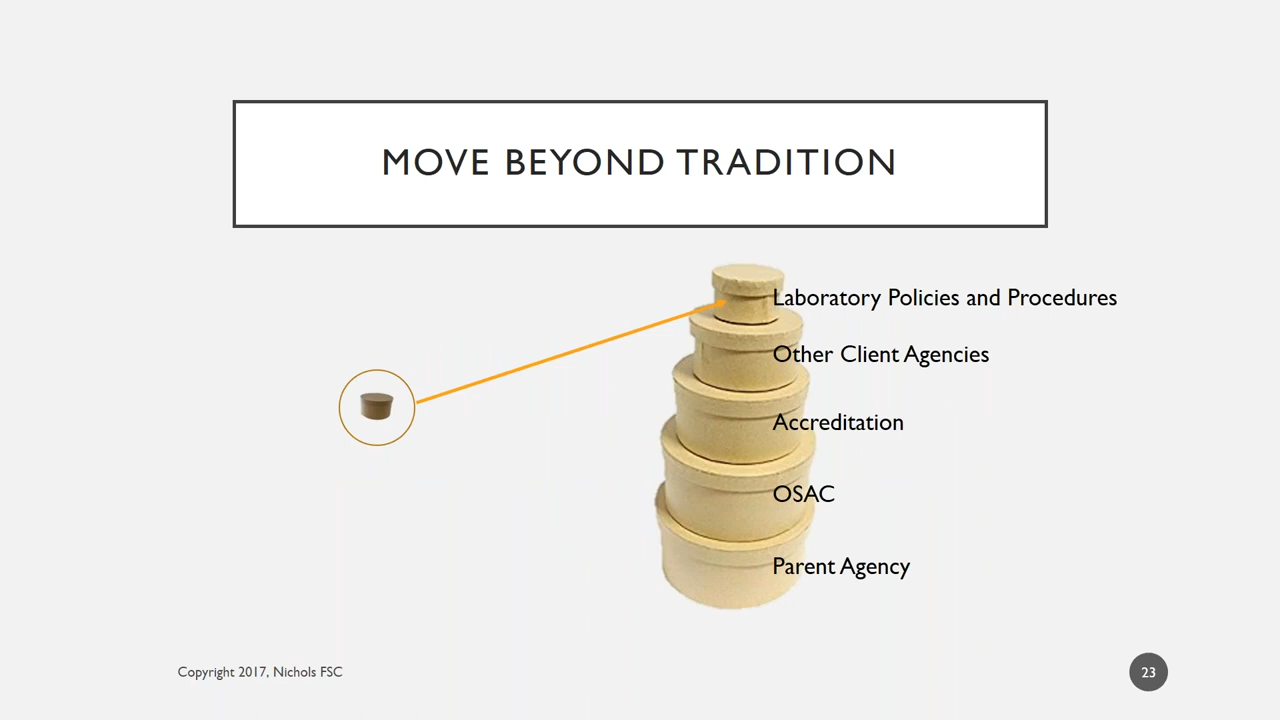 MOVE BEYOND TRADITION
Laboratory Policies and Procedures
Other Client Agencies
Accreditation
OSAC
Parent Agency
Copyright 2017, Nichols FSC
23